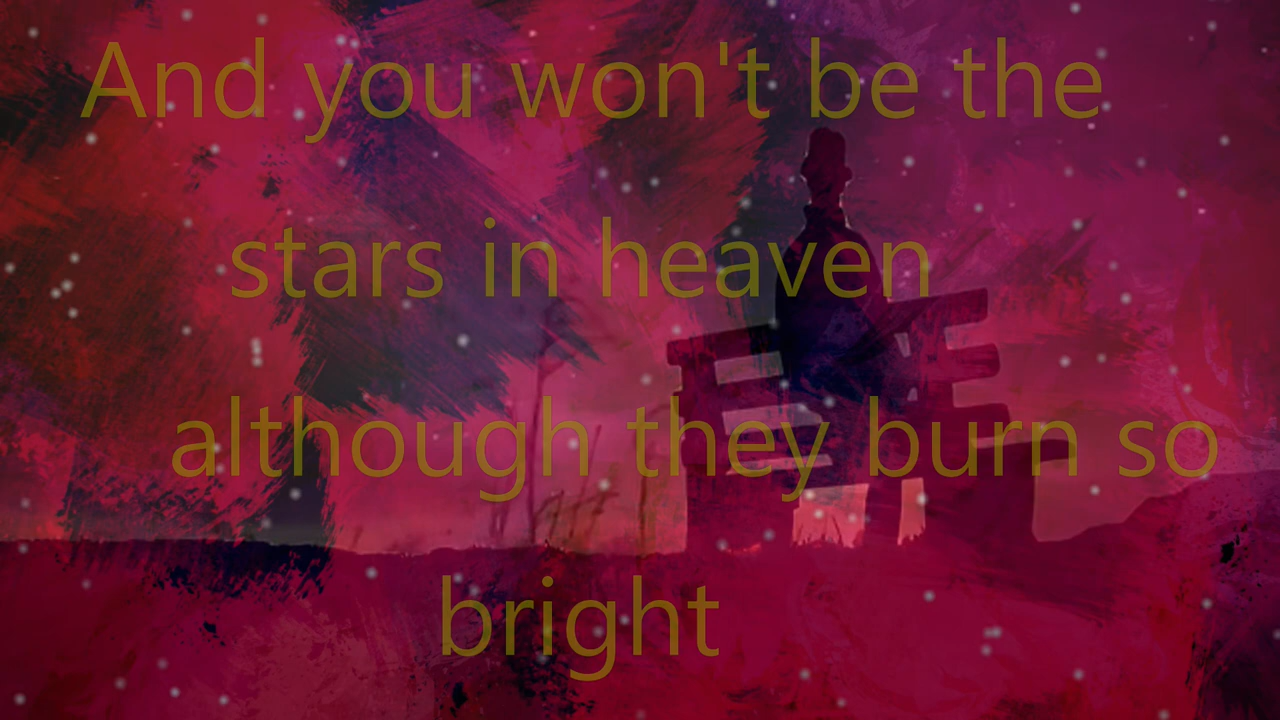 And you won't be the
stars in heaven
although they burn so
bright